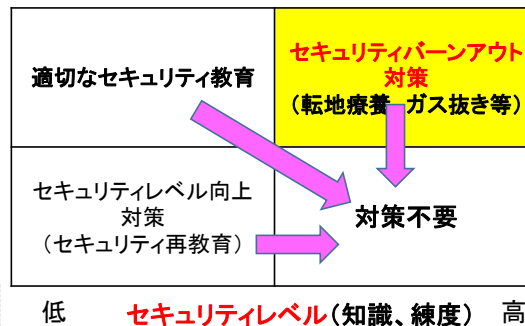 セキュリティバーンアウト
対策
(転地療養、ガス抜き等)
適切なセキュリティ教育
セキュリティレベル向上
対策
(セキュリティ再教育)
対策不要
低 セキュリティレベル(知識、練度) 高